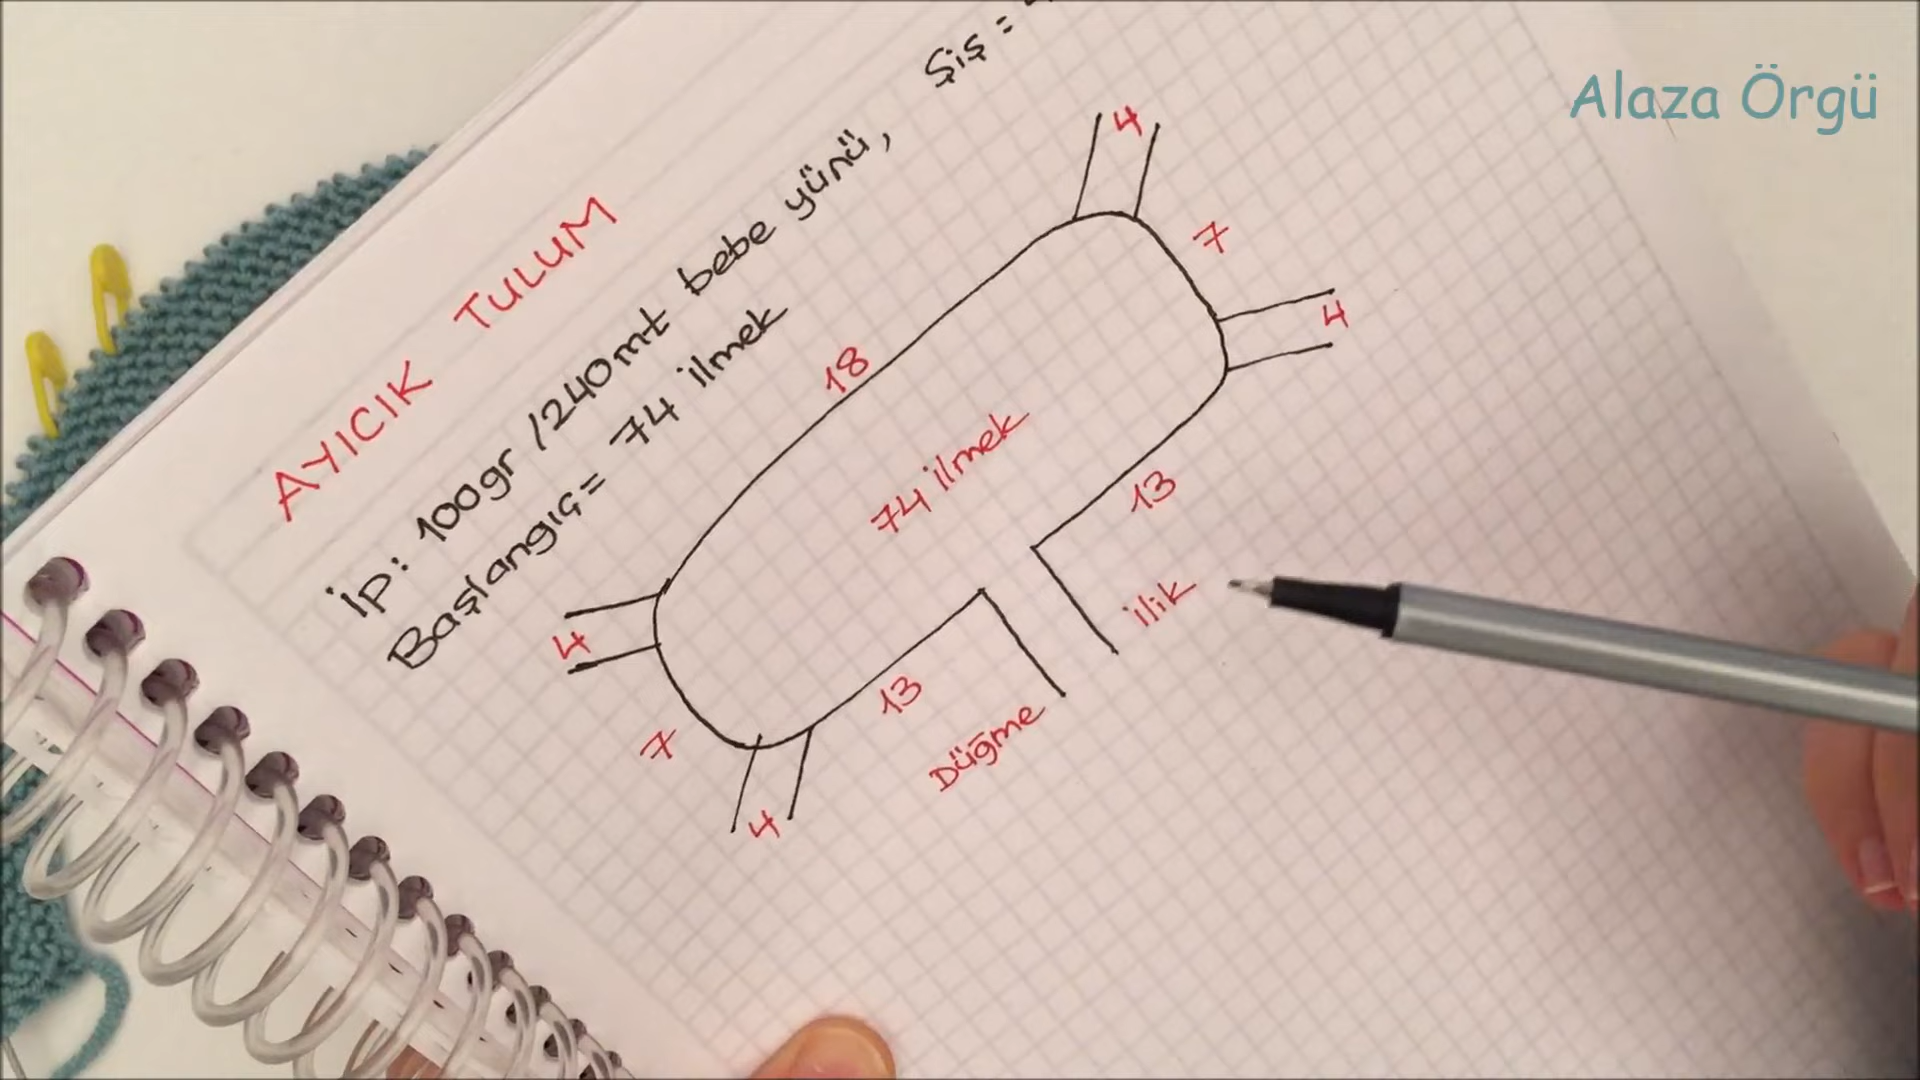 Alaza Örgü
AYICIK TULUM
İp: 100gr /240mt bebe yünü, Şiş =
Başlangıç = 74 ilmek
4
7
4
18
74 ilmek
13
ilik
4
13
7
Düğme
4